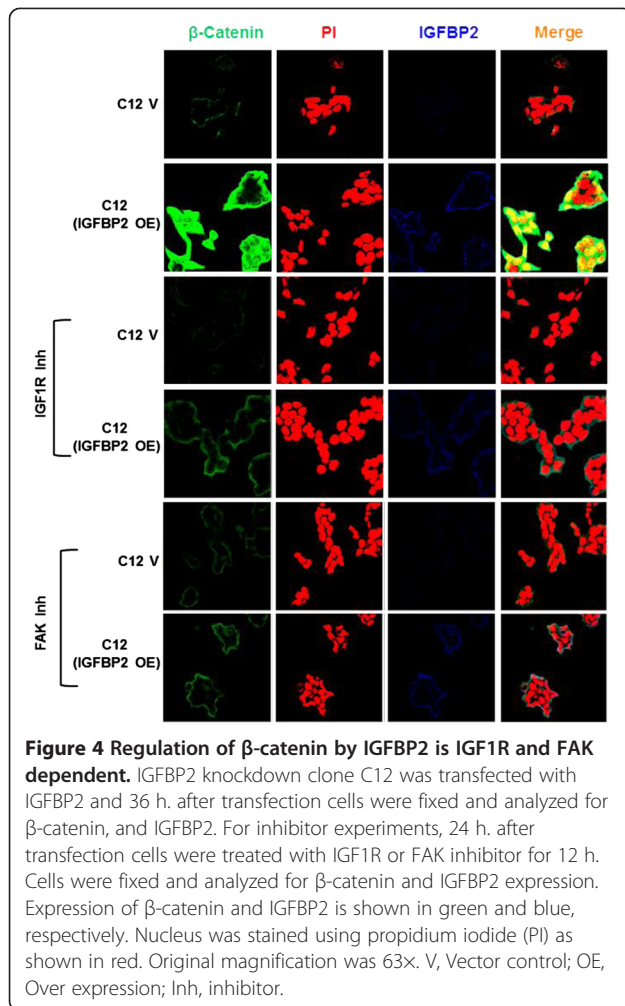 β-Catenin PI IGFBP2 Merge
C12 V
C12
(IGFBP2 OE)
IGF1R Inh
C12 V
C12
(IGFBP2 OE)
FAK Inh
C12 V
C12
(IGFBP2 OE)
Figure 4 Regulation of β-catenin by IGFBP2 is IGF1R and FAK
dependent. IGFBP2 knockdown clone C12 was transfected with
IGFBP2 and 36 h. after transfection cells were fixed and analyzed for
β-catenin, and IGFBP2. For inhibitor experiments, 24 h. after
transfection cells were treated with IGF1R or FAK inhibitor for 12 h.
Cells were fixed and analyzed for β-catenin and IGFBP2 expression.
Expression of β-catenin and IGFBP2 is shown in green and blue,
respectively. Nucleus was stained using propidium iodide (PI) as
shown in red. Original magnification was 63×. V, Vector control; OE,
Over expression; Inh, inhibitor.